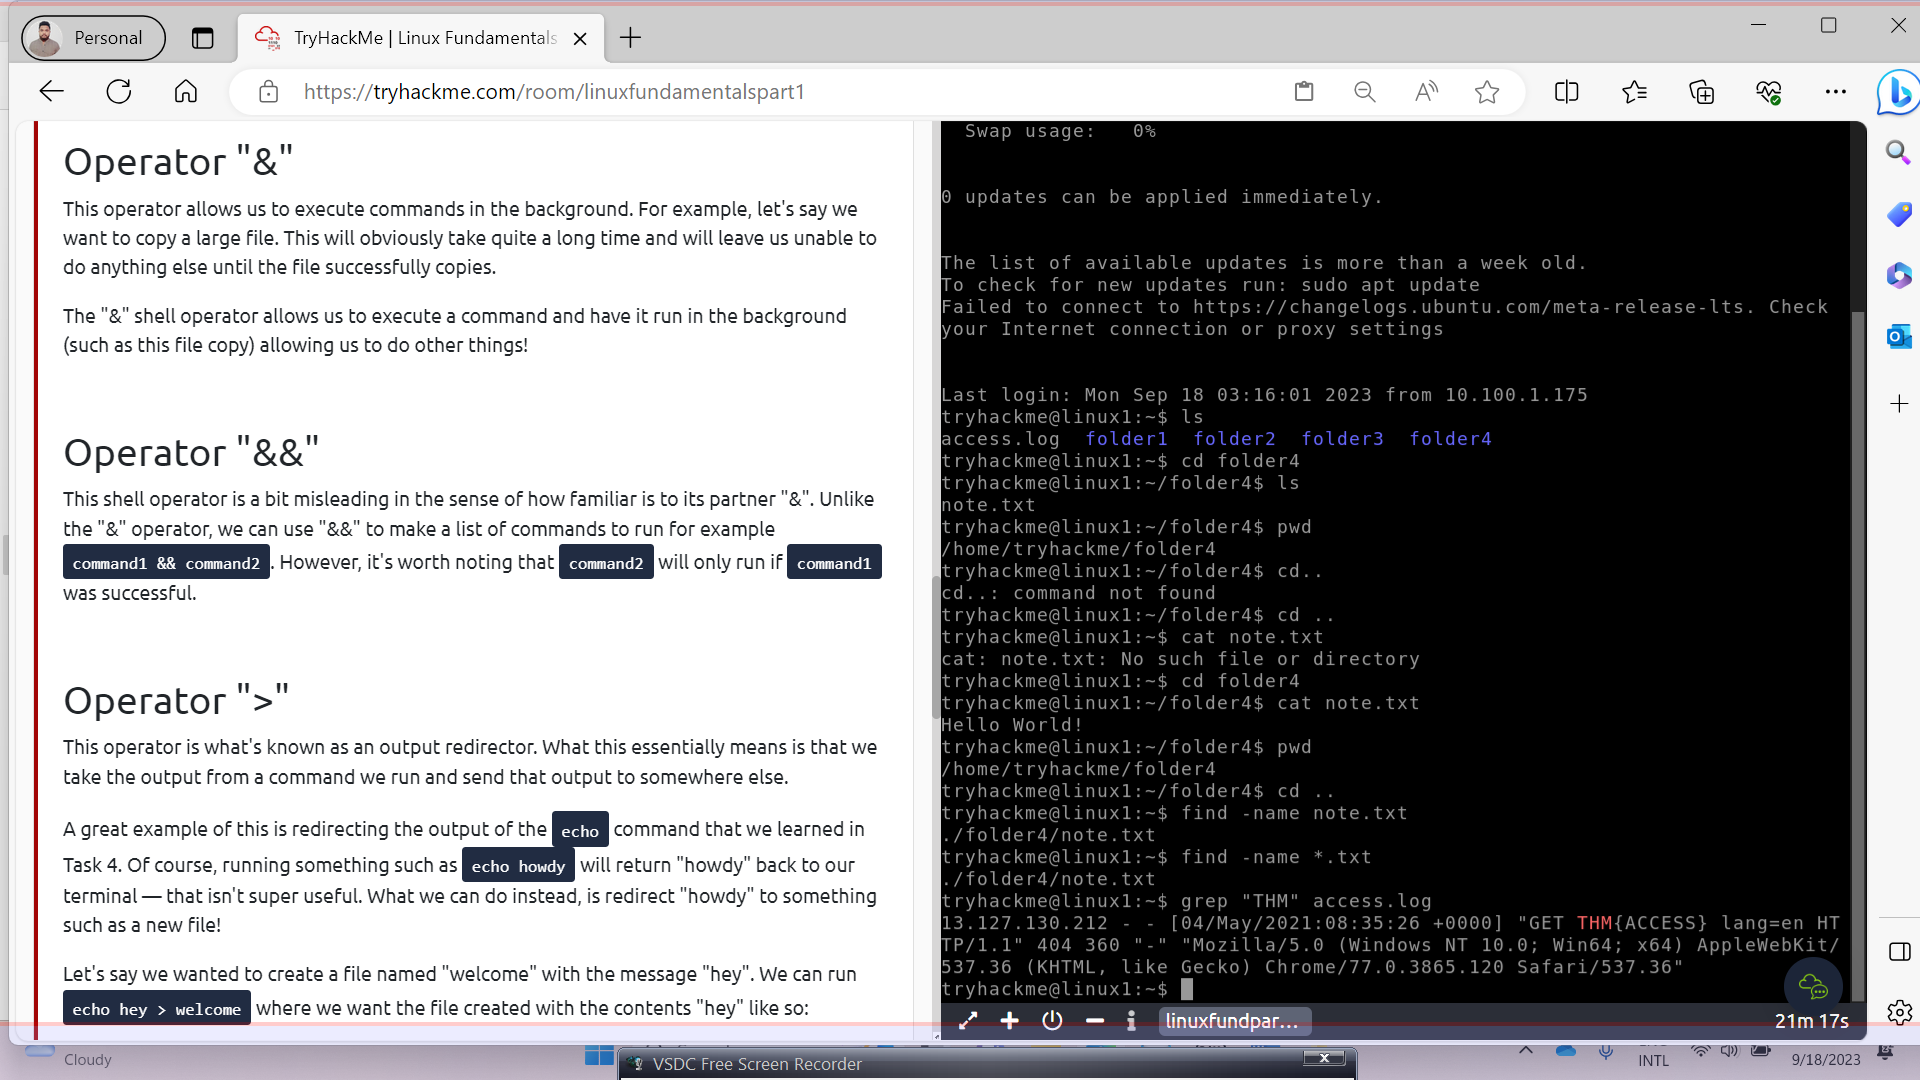 Personal
TryHackMe | Linux Fundamentals
https://tryhackme.com/room/linuxfundamentalspart1
Operator "&"
This operator allows us to execute commands in the background. For example, let's say we
want to copy a large file. This will obviously take quite a long time and will leave us unable to
do anything else until the file successfully copies.
The "&" shell operator allows us to execute a command and have it run in the background
(such as this file copy) allowing us to do other things!
Operator "&&"
This shell operator is a bit misleading in the sense of how familiar is to its partner "&". Unlike
the "&" operator, we can use "&&" to make a list of commands to run for example
command1 && command2 . However, it's worth noting that command2 will only run if command1
was successful.
Operator ">"
This operator is what's known as an output redirector. What this essentially means is that we
take the output from a command we run and send that output to somewhere else.
A great example of this is redirecting the output of the echo command that we learned in
Task 4. Of course, running something such as echo howdy will return "howdy" back to our
terminal — that isn't super useful. What we can do instead, is redirect "howdy" to something
such as a new file!
Let's say we wanted to create a file named "welcome" with the message "hey". We can run
echo hey > welcome where we want the file created with the contents "hey" like so:
Swap usage: 0%
0 updates can be applied immediately.
The list of available updates is more than a week old.
To check for new updates run: sudo apt update
Failed to connect to https://changelogs.ubuntu.com/meta-release-lts. Check
your Internet connection or proxy settings
Last login: Mon Sep 18 03:16:01 2023 from 10.100.1.175
tryhackme@linux1:~$ ls
access.log folder1 folder2 folder3 folder4
tryhackme@linux1:~$ cd folder4
tryhackme@linux1:~/folder4$ ls
note.txt
tryhackme@linux1:~/folder4$ pwd
/home/tryhackme/folder4
tryhackme@linux1:~/folder4$ cd..
cd..: command not found
tryhackme@linux1:~/folder4$ cd ..
tryhackme@linux1:~$ cat note.txt
cat: note.txt: No such file or directory
tryhackme@linux1:~$ cd folder4
tryhackme@linux1:~/folder4$ cat note.txt
Hello World!
tryhackme@linux1:~/folder4$ pwd
/home/tryhackme/folder4
tryhackme@linux1:~/folder4$ cd ..
tryhackme@linux1:~$ find -name note.txt
./folder4/note.txt
tryhackme@linux1:~$ find -name *.txt
./folder4/note.txt
tryhackme@linux1:~$ grep "THM" access.log
13.127.130.212 - - [04/May/2021:08:35:26 +0000] "GET THM{ACCESS} lang=en HT
TP/1.1" 404 360 "-" "Mozilla/5.0 (Windows NT 10.0; Win64; x64) AppleWebKit/
537.36 (KHTML, like Gecko) Chrome/77.0.3865.120 Safari/537.36"
tryhackme@linux1:~$
linuxfundpar...
21m 17s
Cloudy
VSDC Free Screen Recorder
INTL
9/18/2023